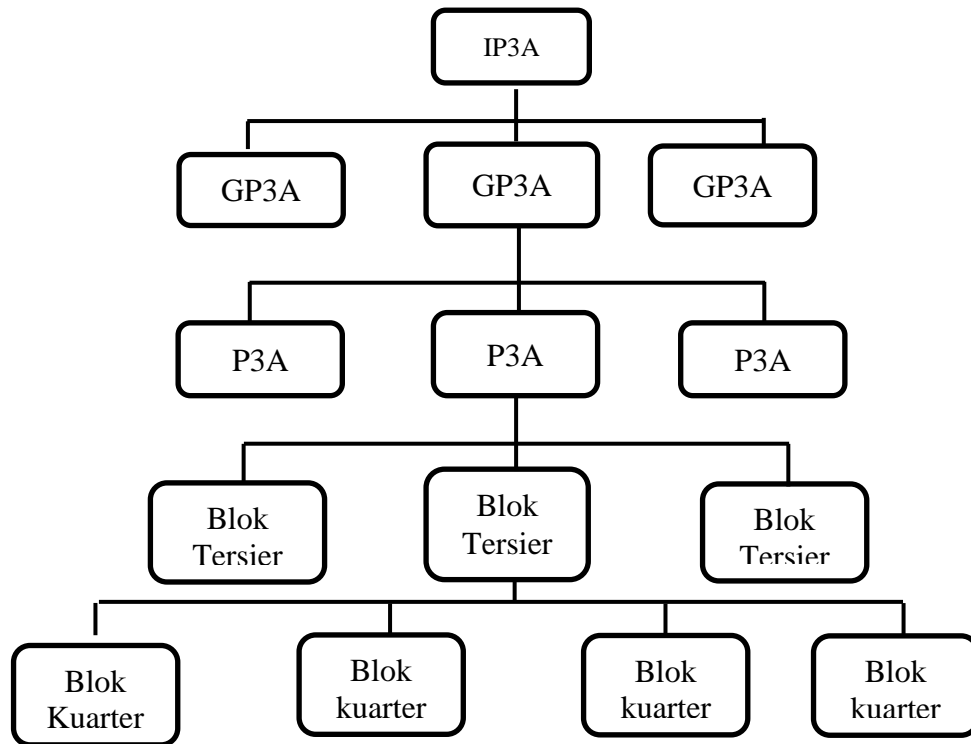 IP3A
GP3A
GP3A
GP3A
P3A
P3A
P3A
Blok
Tersier
Blok
Tersier
Blok
Tersier
Blok
Kuarter
Blok
kuarter
Blok
kuarter
Blok
kuarter